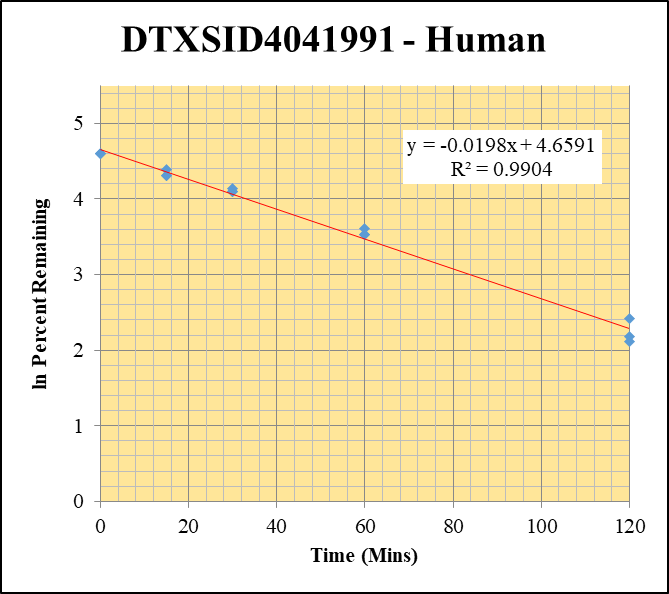 DTXSID4041991 - Human
y = -0.0198x + 4.6591
R² = 0.9904
ln Percent Remaining
5
4
3
2
1
0
0 20 40 60 80 100 120
Time (Mins)